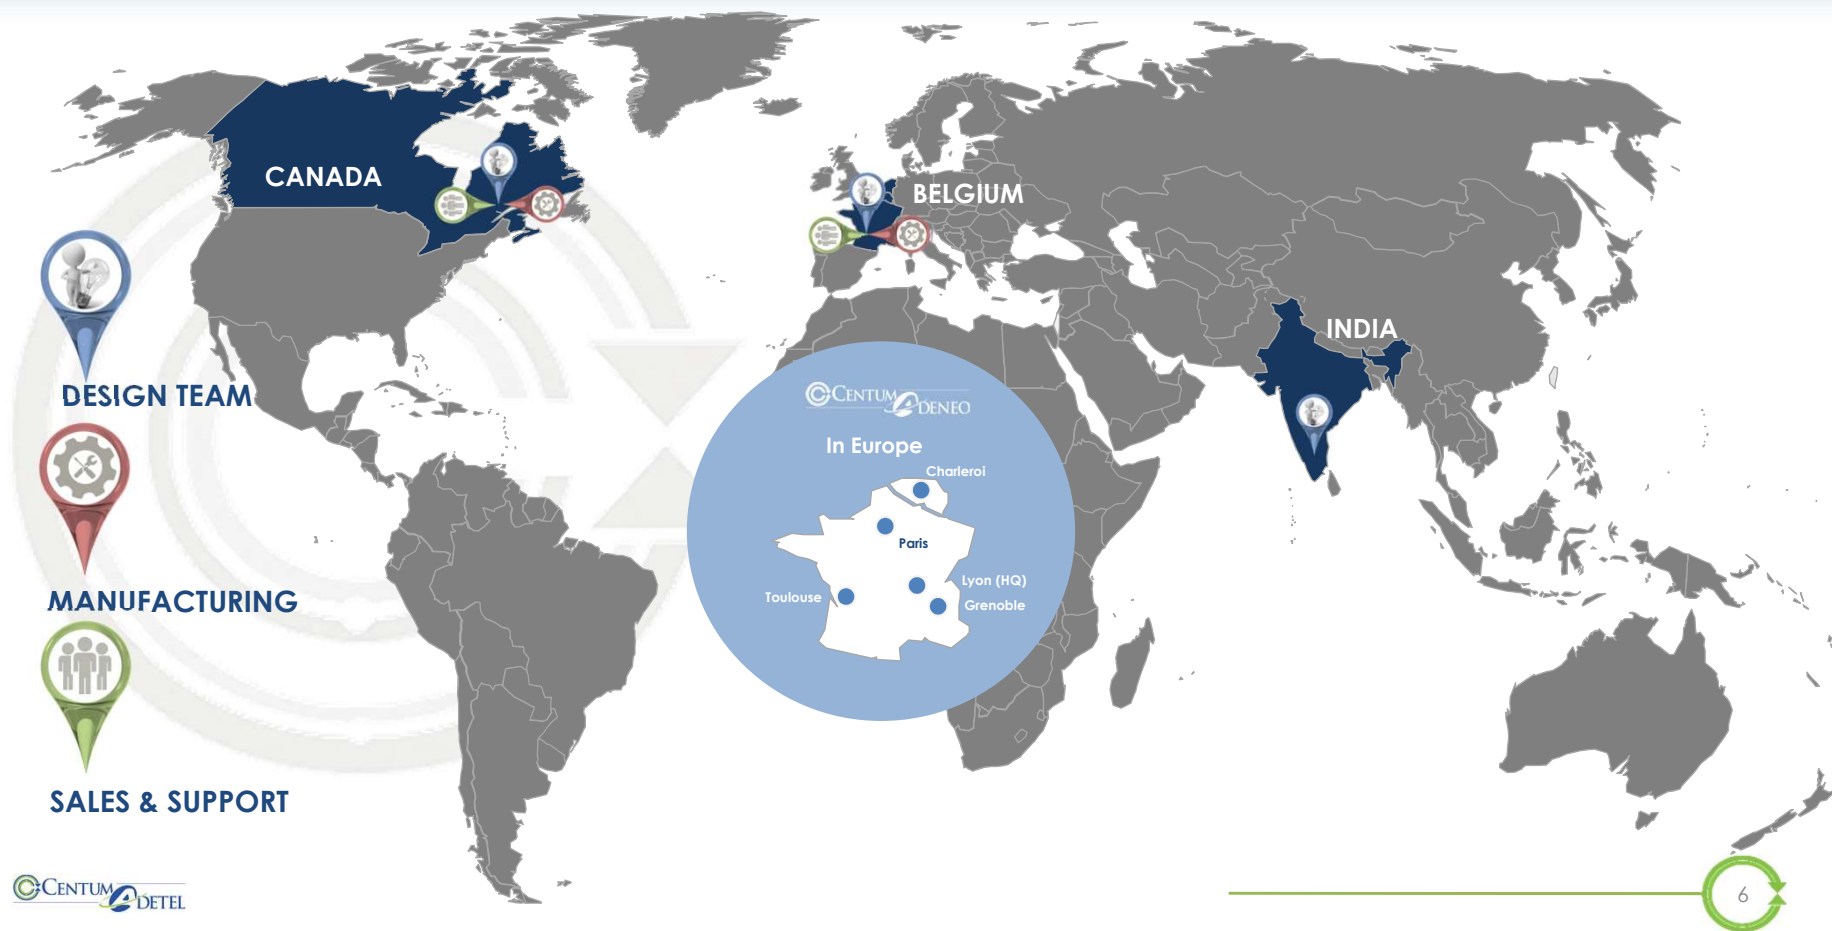 CANADA
BELGIUM
INDIA
DESIGN TEAM
MANUFACTURING
SALES & SUPPORT
CENTUM
DENEO
In Europe
Charleroi
Paris
Lyon (HQ)
Toulouse
Grenoble
CENTUM
DETEL
6